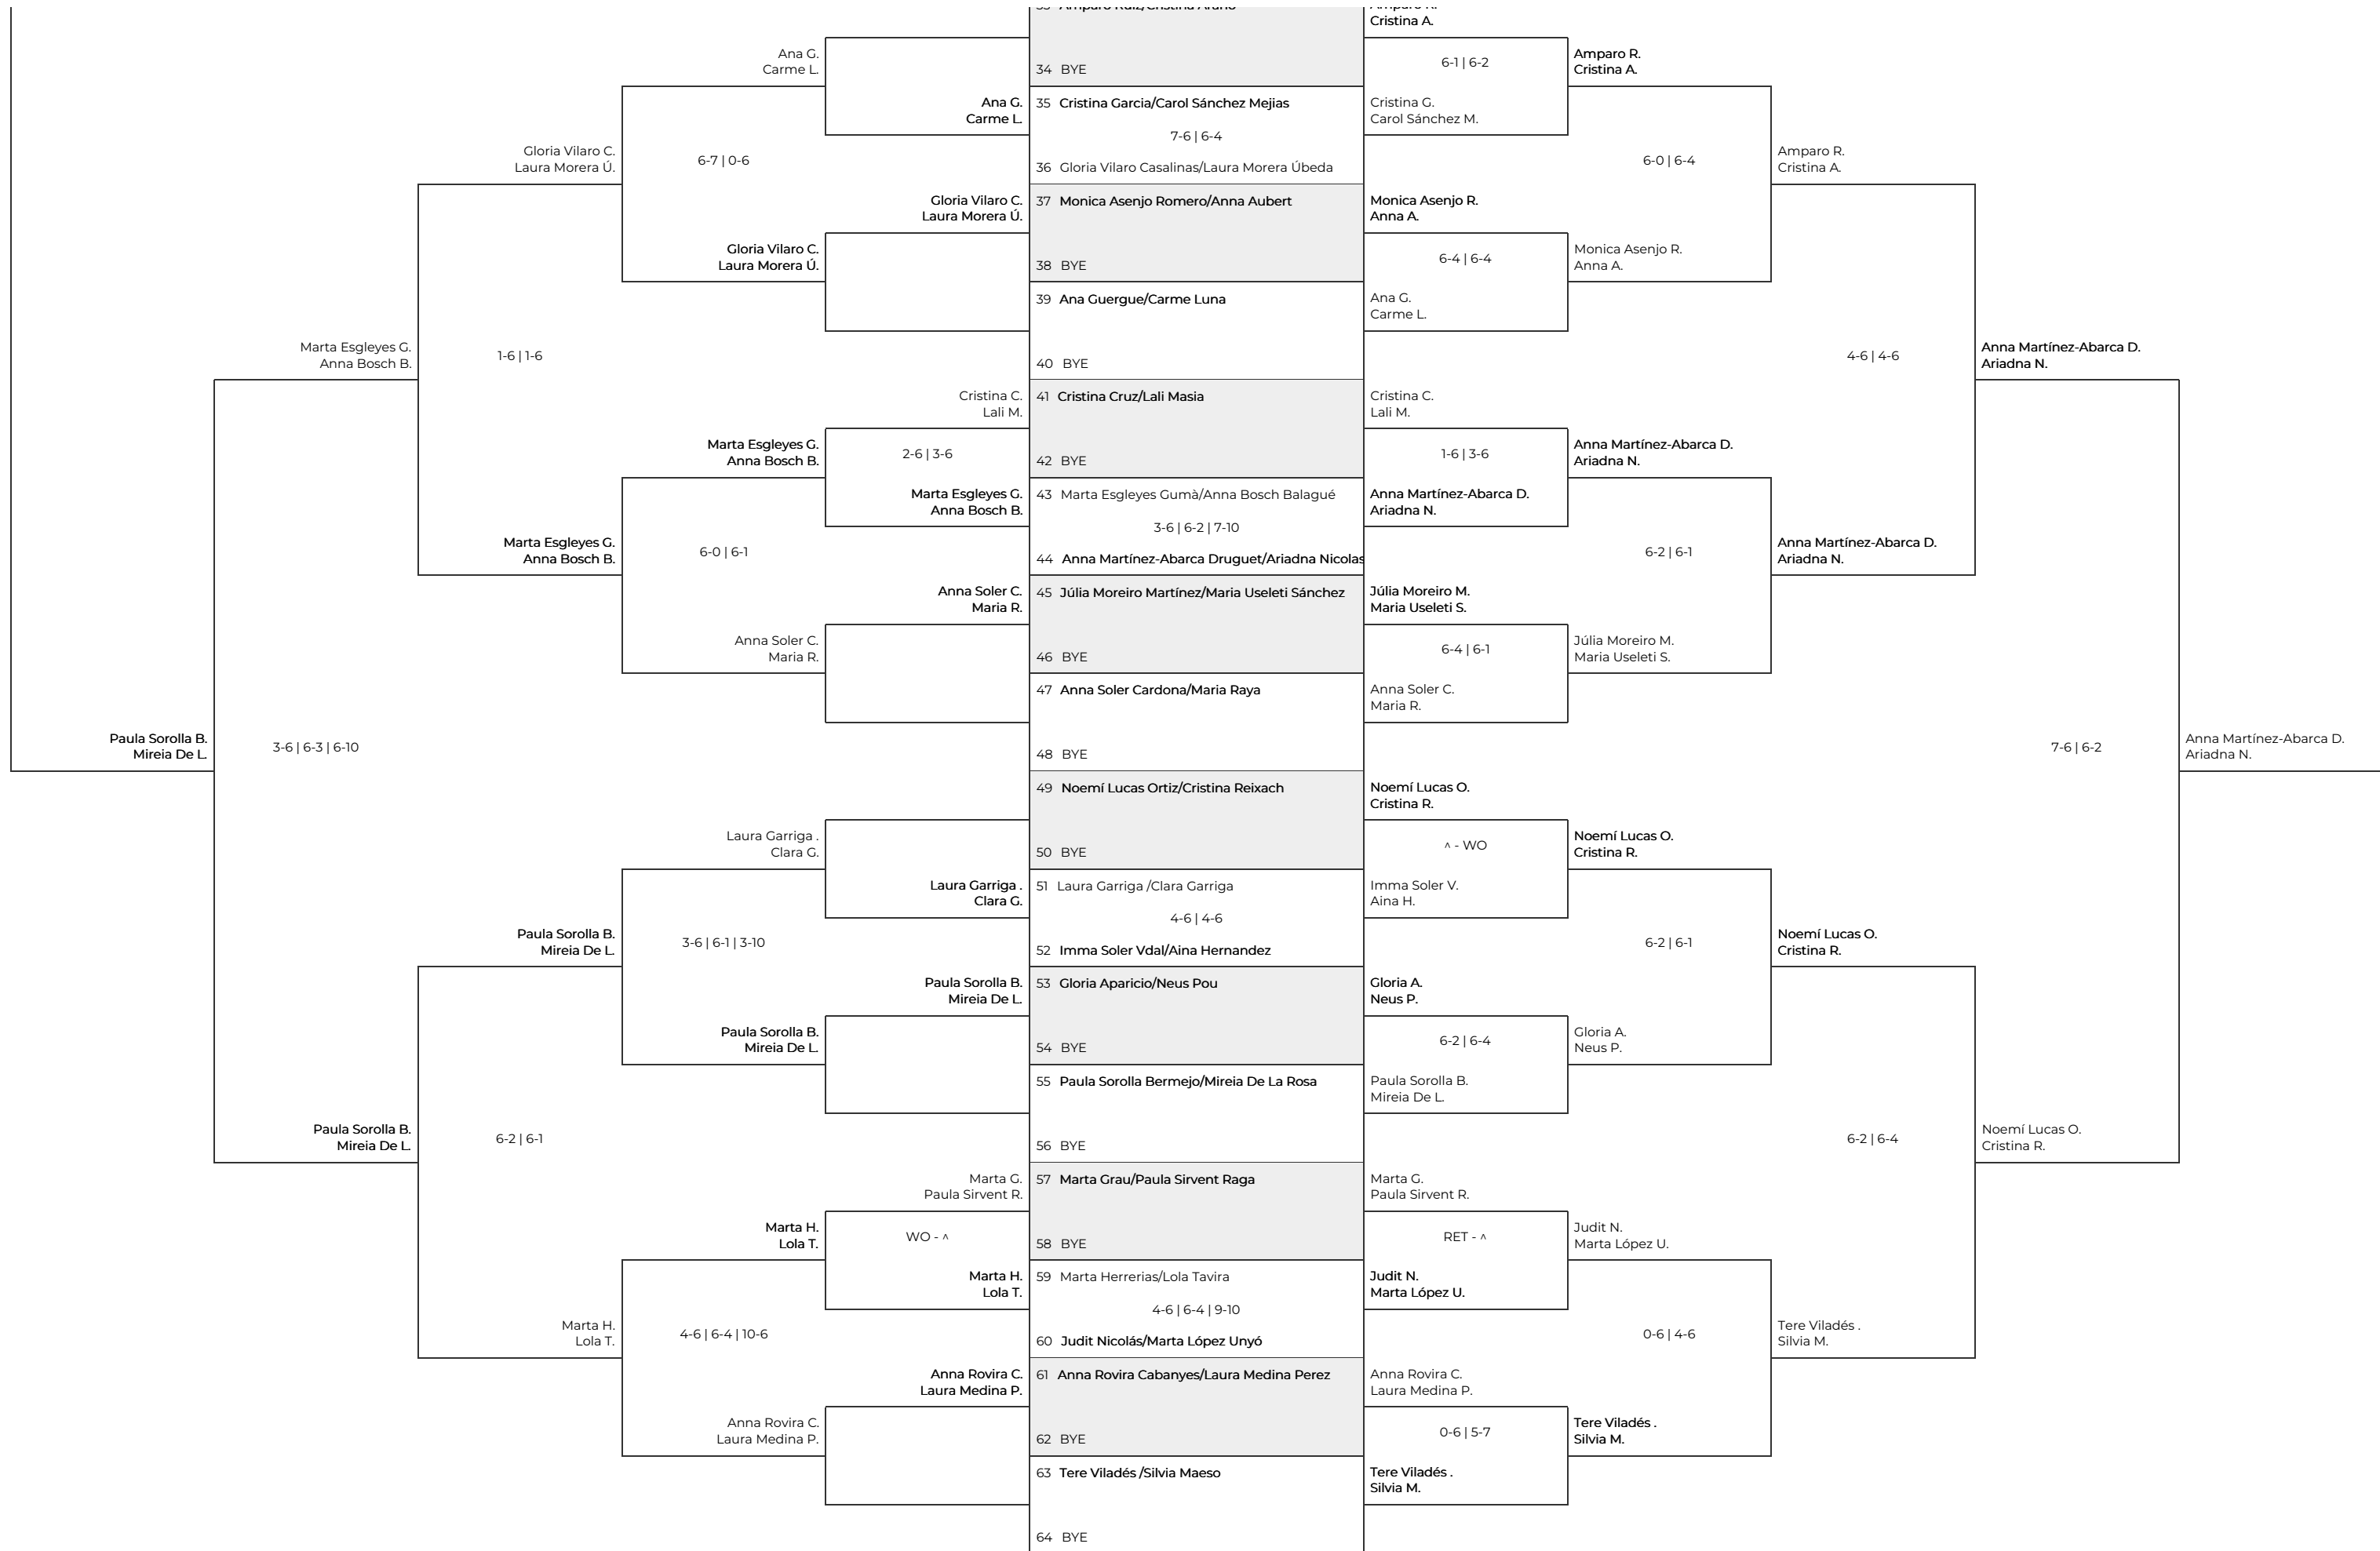 Ana G.
Carme L.
Ana G.
Carme L.
Gloria Vilaro C.
Laura Morera Ú.
6-7 | 0-6
Gloria Vilaro C.
Laura Morera Ú.
Gloria Vilaro C.
Laura Morera Ú.
Marta Esgleyes G.
Anna Bosch B.
1-6 | 1-6
Cristina C.
Lali M.
Marta Esgleyes G.
Anna Bosch B.
2-6 | 3-6
Marta Esgleyes G.
Anna Bosch B.
Marta Esgleyes G.
Anna Bosch B.
6-0 | 6-1
Anna Soler C.
Maria R.
Anna Soler C.
Maria R.
Paula Sorolla B.
Mireia De L.
3-6 | 6-3 | 6-10
Laura Garriga .
Clara G.
Laura Garriga .
Clara G.
Paula Sorolla B.
Mireia De L.
3-6 | 6-1 | 3-10
Paula Sorolla B.
Mireia De L.
Paula Sorolla B.
Mireia De L.
Paula Sorolla B.
Mireia De L.
6-2 | 6-1
Marta G.
Paula Sirvent R.
Marta H.
Lola T.
WO - ^
Marta H.
Lola T.
Marta H.
Lola T.
4-6 | 6-4 | 10-6
Anna Rovira C.
Laura Medina P.
Anna Rovira C.
Laura Medina P.
34 BYE
35 Cristina Garcia/Carol Sánchez Mejias
7-6 | 6-4
36 Gloria Vilaro Casalinas/Laura Morera Úbeda
37 Monica Asenjo Romero/Anna Aubert
38 BYE
39 Ana Guergue/Carme Luna
40 BYE
41 Cristina Cruz/Lali Masia
42 BYE
43 Marta Esgleyes Gumà/Anna Bosch Balagué
3-6 | 6-2 | 7-10
44 Anna Martínez-Abarca Druguet/Ariadna Nicolas
45 Júlia Moreiro Martínez/Maria Useleti Sánchez
46 BYE
47 Anna Soler Cardona/Maria Raya
48 BYE
49 Noemí Lucas Ortiz/Cristina Reixach
50 BYE
51 Laura Garriga /Clara Garriga
4-6 | 4-6
52 Imma Soler Vdal/Aina Hernandez
53 Gloria Aparicio/Neus Pou
54 BYE
55 Paula Sorolla Bermejo/Mireia De La Rosa
56 BYE
57 Marta Grau/Paula Sirvent Raga
58 BYE
59 Marta Herrerias/Lola Tavira
4-6 | 6-4 | 9-10
60 Judit Nicolás/Marta López Unyó
61 Anna Rovira Cabanyes/Laura Medina Perez
62 BYE
63 Tere Viladés /Silvia Maeso
64 BYE
Cristina A.
6-1 | 6-2
Amparo R.
Cristina A.
Cristina G.
Carol Sánchez M.
6-0 | 6-4
Amparo R.
Cristina A.
Monica Asenjo R.
Anna A.
6-4 | 6-4
Monica Asenjo R.
Anna A.
Ana G.
Carme L.
4-6 | 4-6
Anna Martínez-Abarca D.
Ariadna N.
Cristina C.
Lali M.
1-6 | 3-6
Anna Martínez-Abarca D.
Ariadna N.
Anna Martínez-Abarca D.
Ariadna N.
6-2 | 6-1
Anna Martínez-Abarca D.
Ariadna N.
Júlia Moreiro M.
Maria Useleti S.
6-4 | 6-1
Júlia Moreiro M.
Maria Useleti S.
Anna Soler C.
Maria R.
7-6 | 6-2
Anna Martínez-Abarca D.
Ariadna N.
Noemí Lucas O.
Cristina R.
^ - WO
Noemí Lucas O.
Cristina R.
Imma Soler V.
Aina H.
6-2 | 6-1
Noemí Lucas O.
Cristina R.
Gloria A.
Neus P.
6-2 | 6-4
Gloria A.
Neus P.
Paula Sorolla B.
Mireia De L.
6-2 | 6-4
Noemí Lucas O.
Cristina R.
Marta G.
Paula Sirvent R.
RET - ^
Judit N.
Marta López U.
Judit N.
Marta López U.
0-6 | 4-6
Tere Viladés .
Silvia M.
Anna Rovira C.
Laura Medina P.
0-6 | 5-7
Tere Viladés .
Silvia M.
Tere Viladés .
Silvia M.